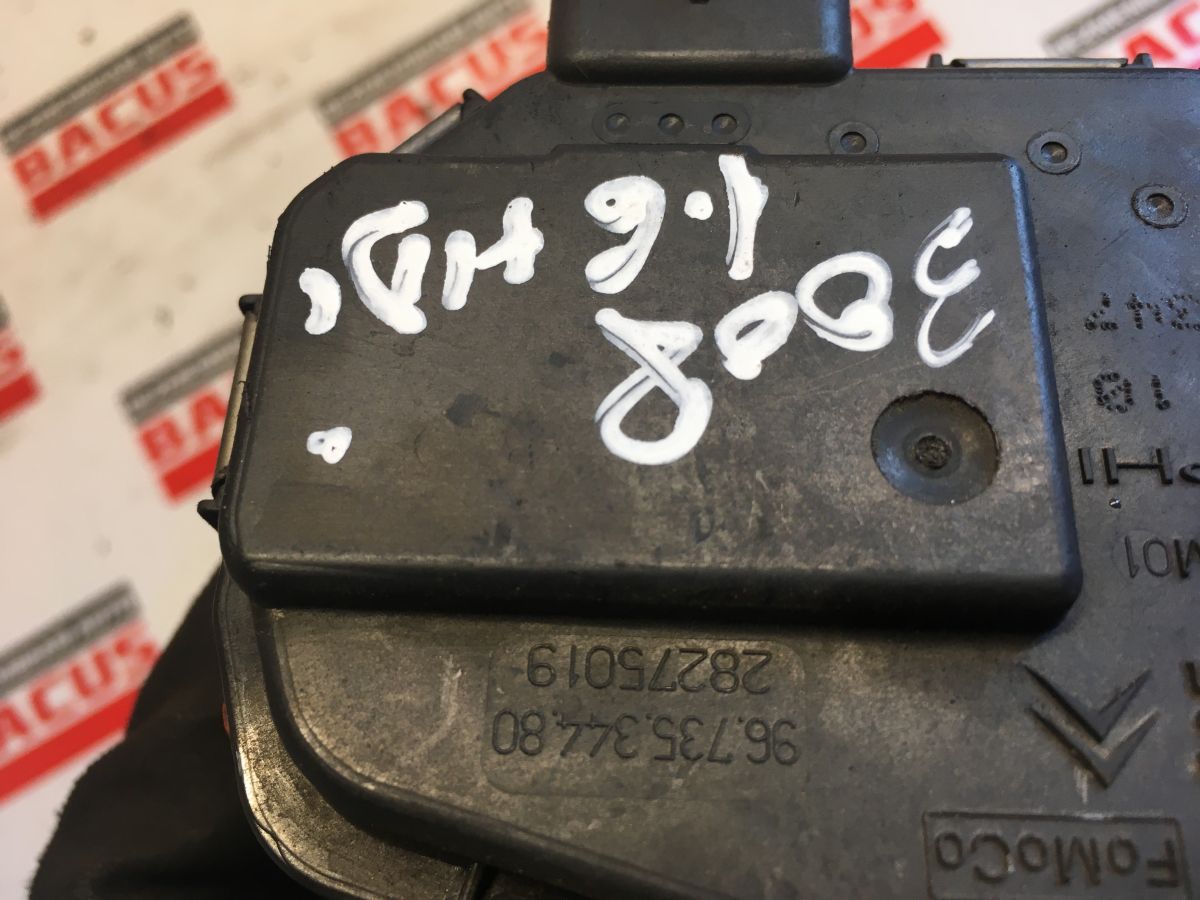 FoMoCo
96.735.344.80
28275019
3008
1.6 HDi
BACUS
BACUS
BACUS
BACUS